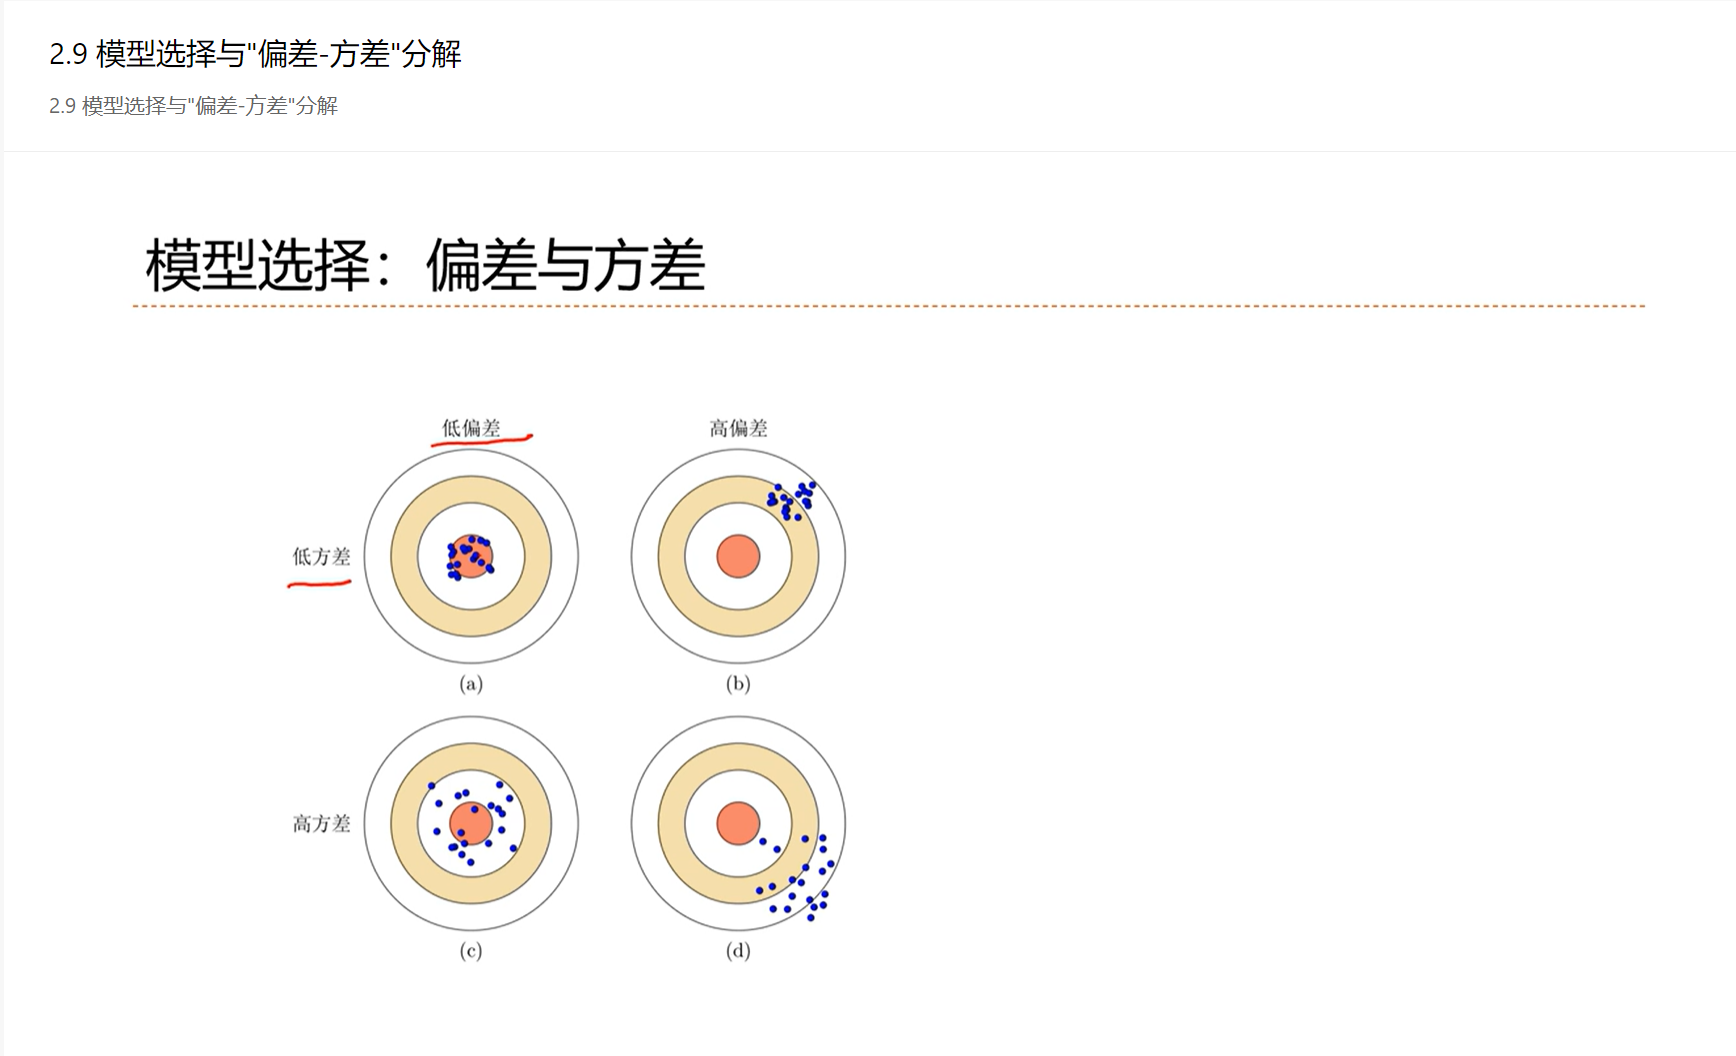 2.9 模型选择与"偏差-方差"分解
2.9 模型选择与"偏差-方差"分解
模型选择：偏差与方差
低偏差
高偏差
低方差
(a)
(b)
高方差
(c)
(d)